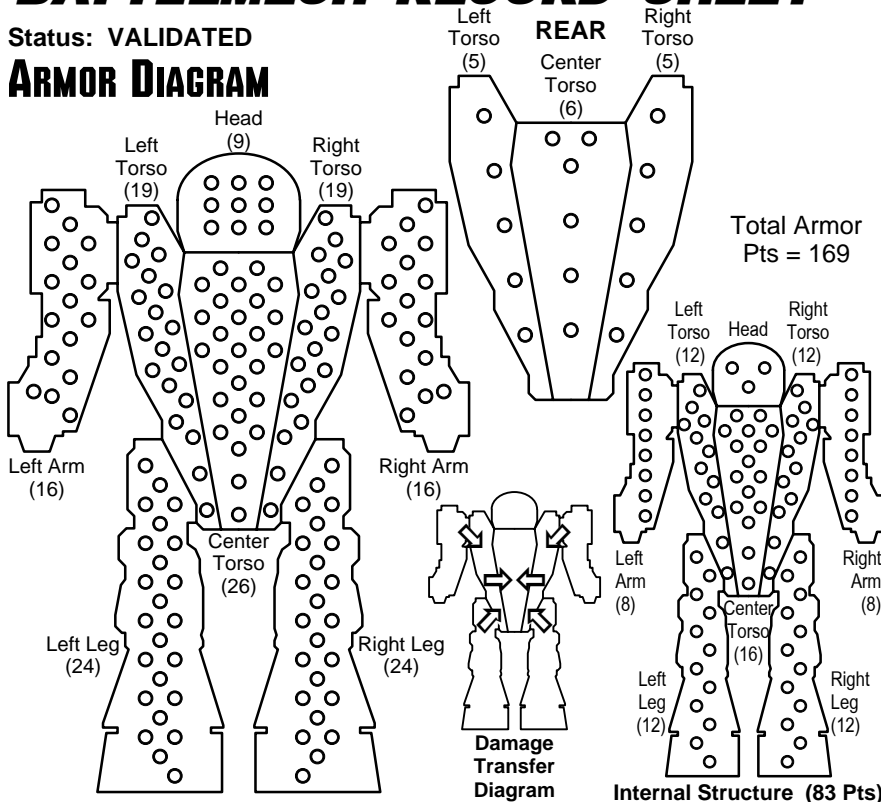 BATTLEMECH RECORD SHEET
Status: VALIDATED
ARMOR DIAGRAM
Head
(9)
Left
Torso
(19)
Right
Torso
(19)
Left Arm
(16)
Right Arm
(16)
Center
Torso
(26)
Left Leg
(24)
Right Leg
(24)
Left
Torso
(5)
REAR
Center
Torso
(6)
Right
Torso
(5)
Total Armor
Pts = 169
Damage
Transfer
Diagram
Left
Torso
(12)
Head
Right
Torso
(12)
Left
Arm
(8)
Right
Arm
(8)
Center
Torso
(16)
Left
Leg
(12)
Right
Leg
(12)
Internal Structure (83 Pts)